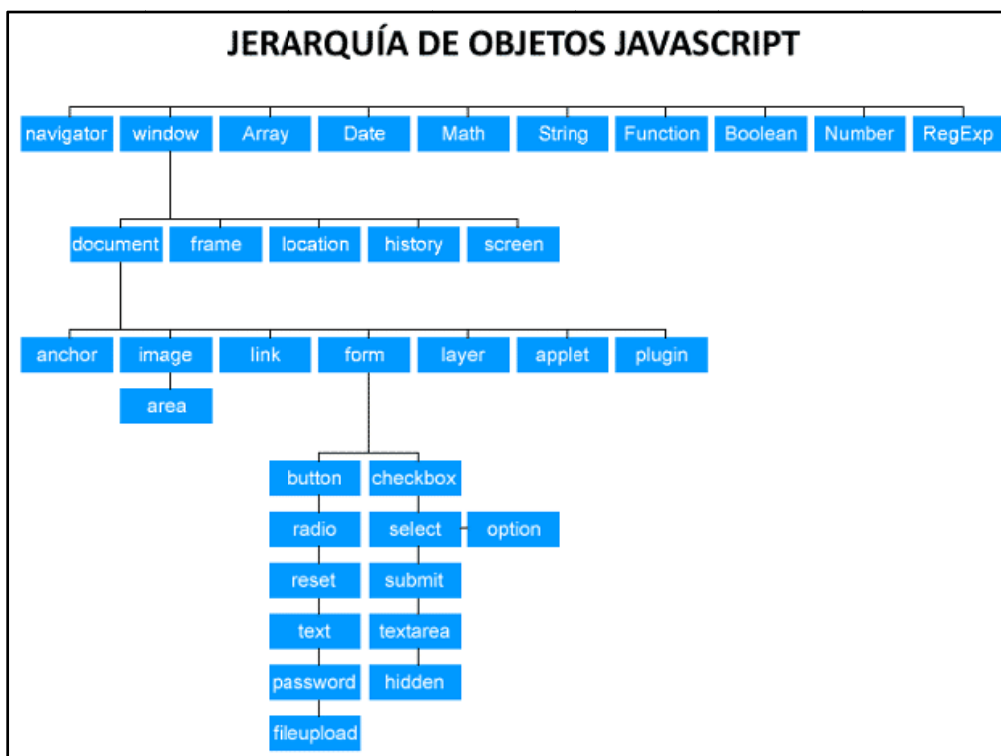 JERARQUÍA DE OBJETOS JAVASCRIPT
navigator window Array Date Math String Function Boolean Number RegExp
document frame location history screen
anchor image link form layer applet plugin
area
button checkbox
radio select option
reset submit
text textarea
password hidden
fileupload